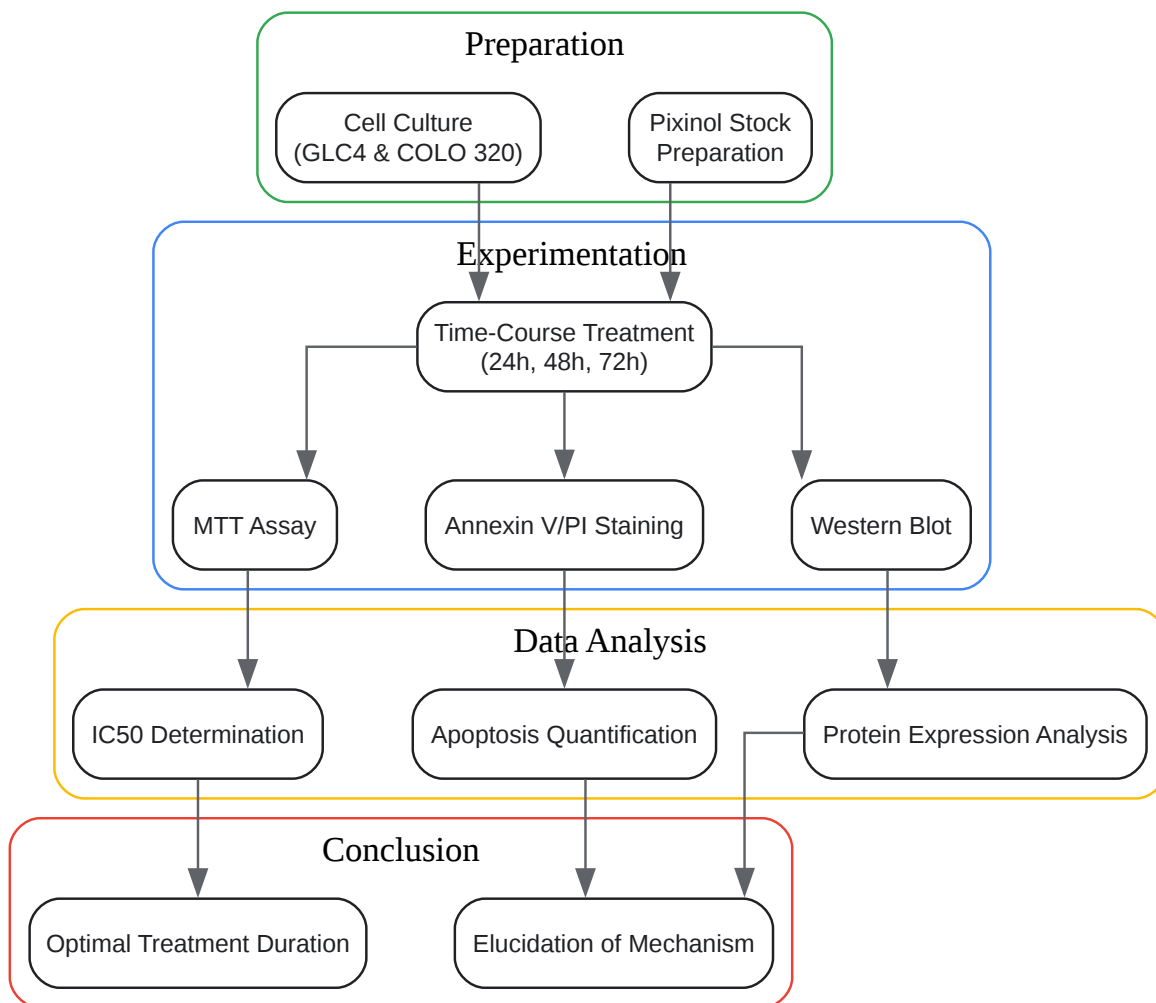 Preparation
Cell Culture
(GLC4 & COLO 320)
Pixinol Stock
Preparation
Experimentation
Time-Course Treatment
(24h, 48h, 72h)
MTT Assay
Annexin V/PI Staining
Western Blot
Data Analysis
IC50 Determination
Apoptosis Quantification
Protein Expression Analysis
Conclusion
Optimal Treatment Duration
Elucidation of Mechanism